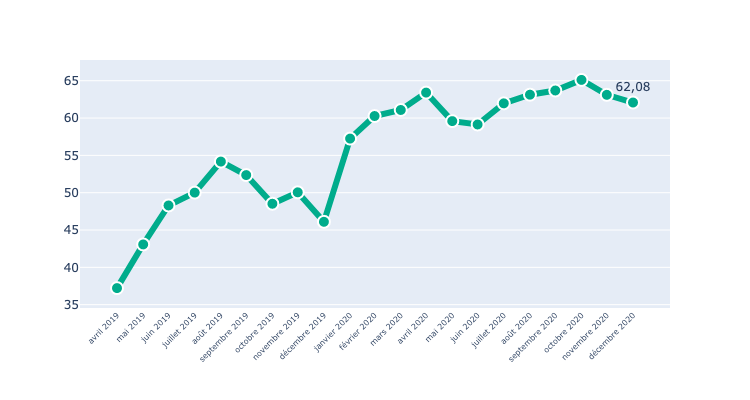 65
60
55
50
45
40
35
62,08
avril 2019
mai 2019
juin 2019
juillet 2019
août 2019
septembre 2019
octobre 2019
novembre 2019
décembre 2019
janvier 2020
février 2020
mars 2020
avril 2020
mai 2020
juin 2020
juillet 2020
août 2020
septembre 2020
octobre 2020
novembre 2020
décembre 2020